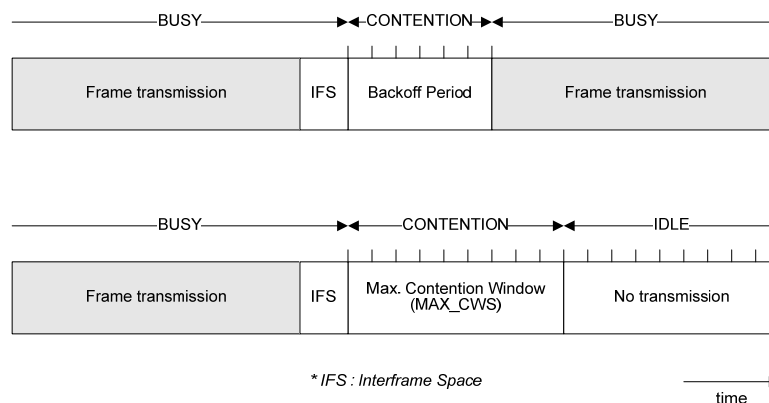 BUSY CONTENTION BUSY
Frame transmission IFS Backoff Period Frame transmission
BUSY CONTENTION IDLE
Frame transmission IFS Max. Contention Window
(MAX_CWS) No transmission
* IFS : Interframe Space
time